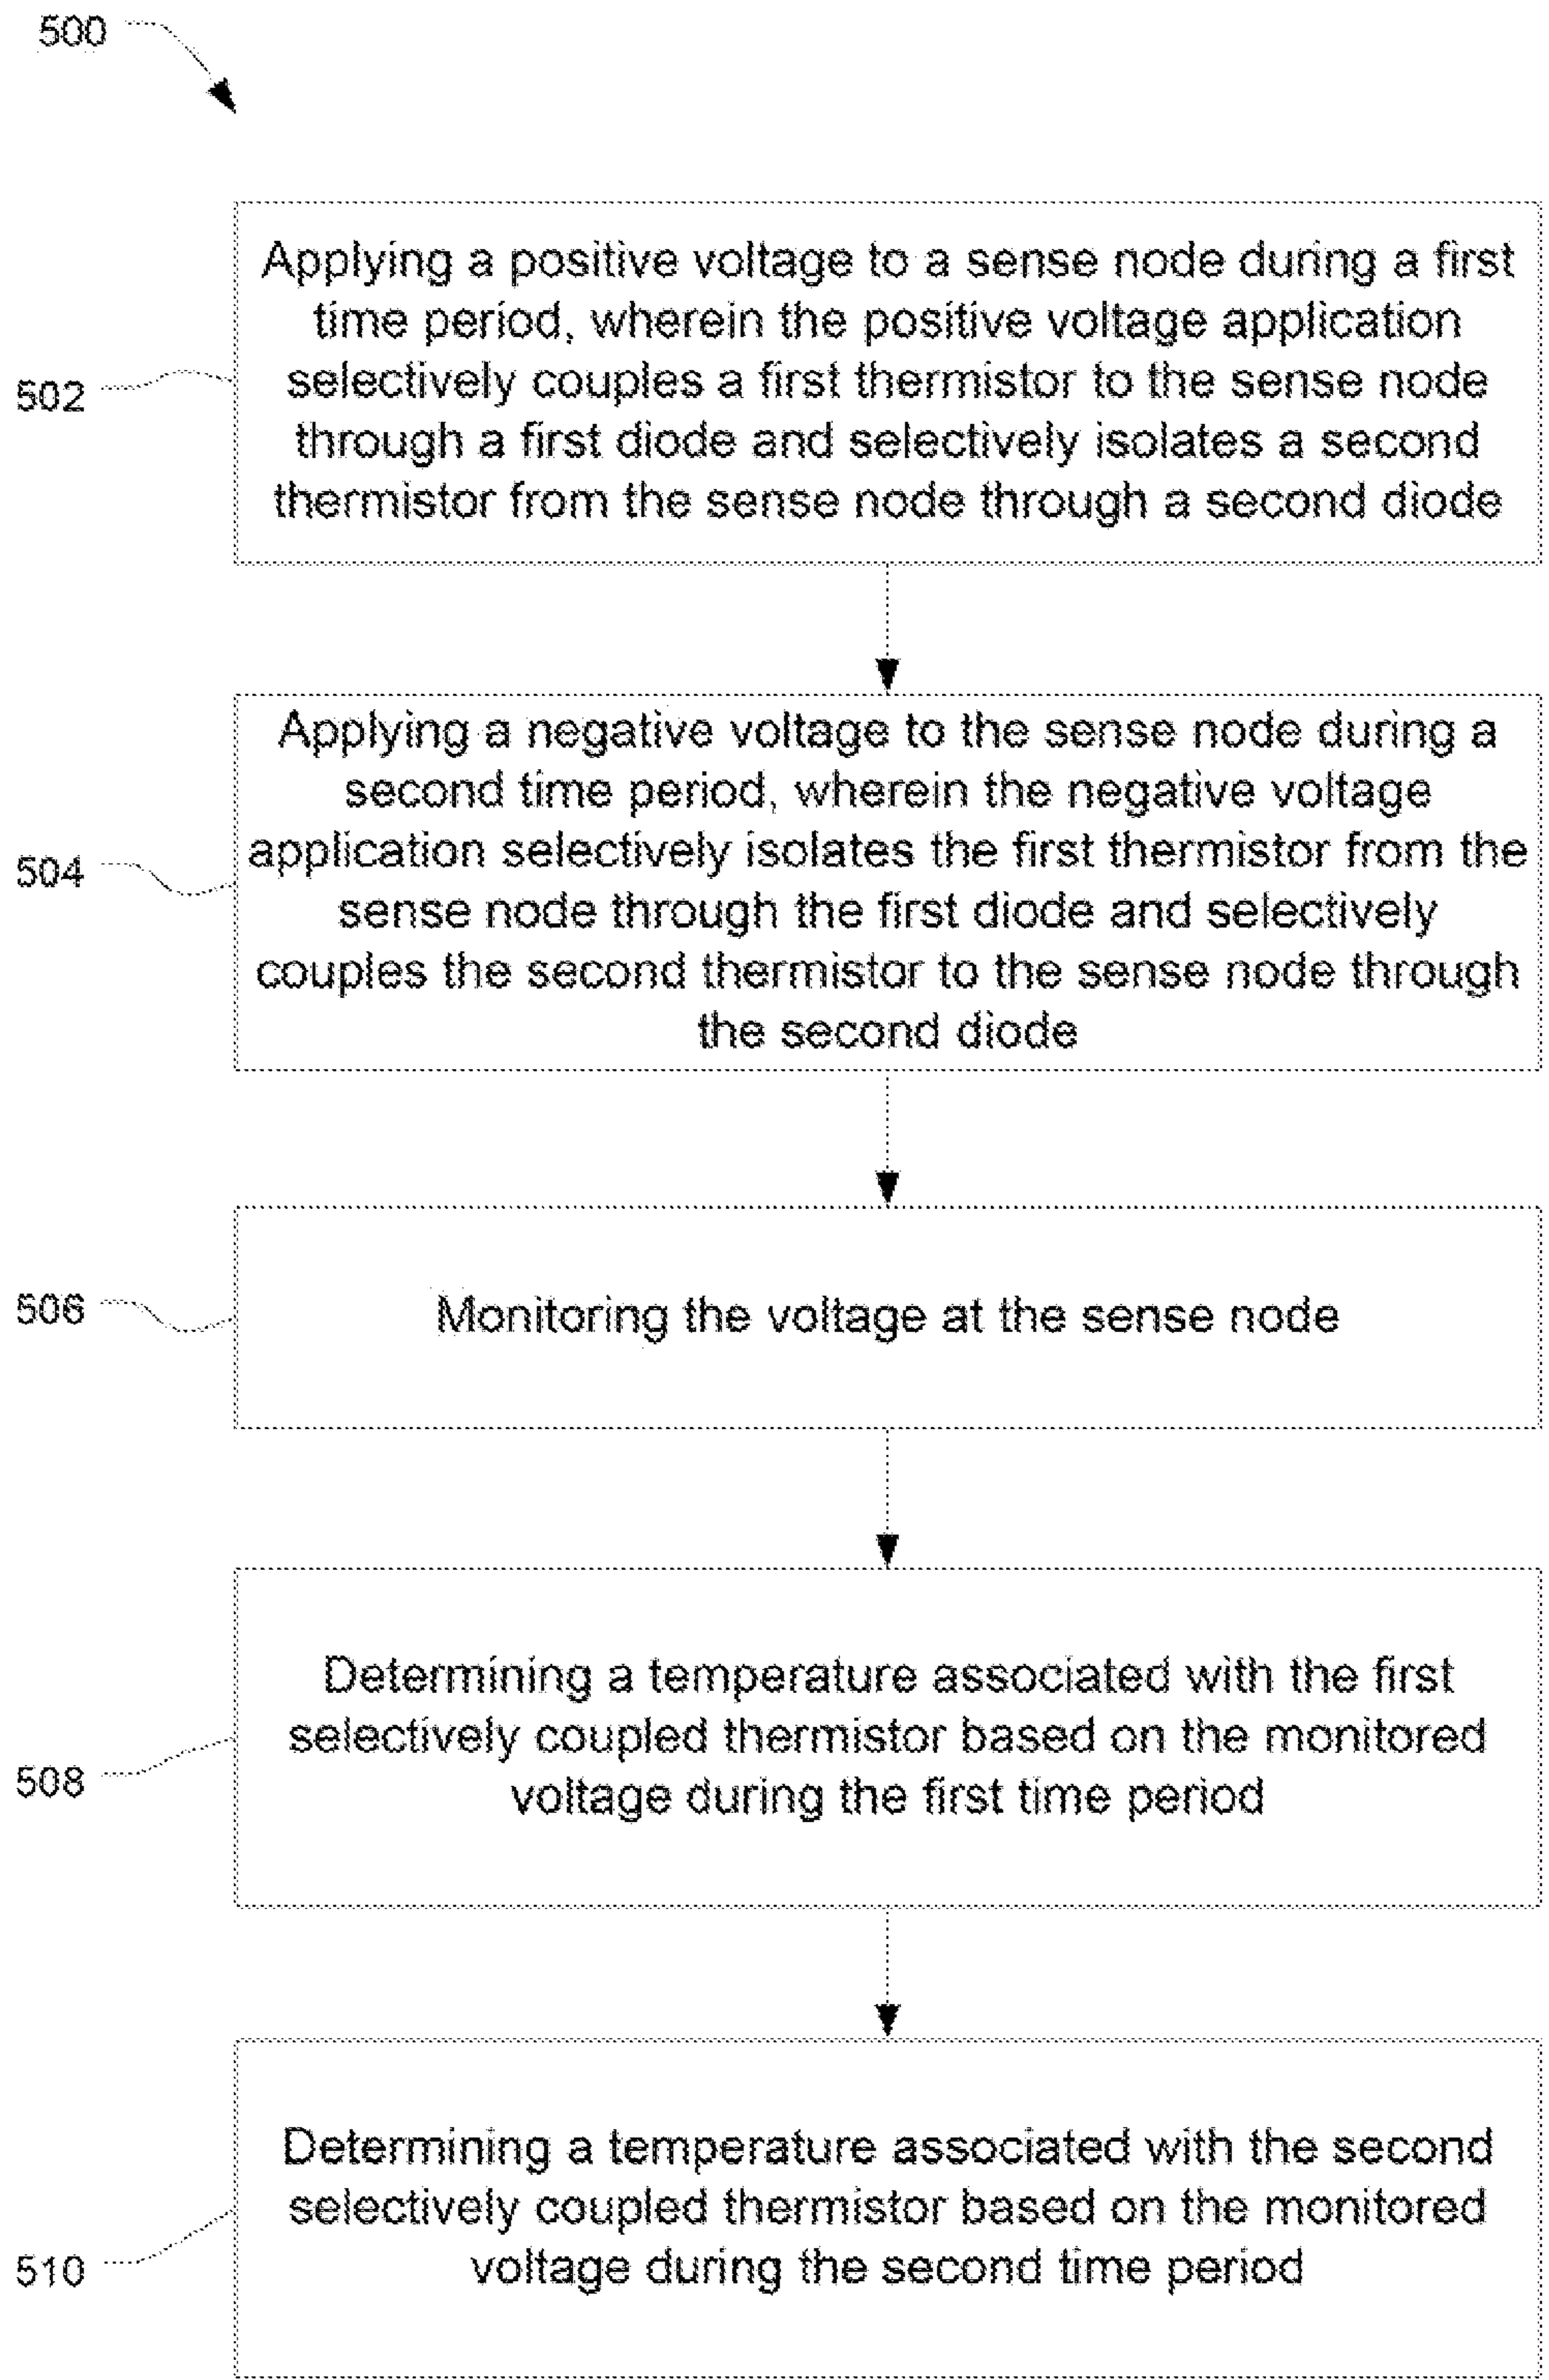 500
Applying a positive voltage to a sense node during a first
time period, wherein the positive voltage application
selectively couples a first thermistor to the sense node
through a first diode and selectively isolates a second
thermistor from the sense node through a second diode
502
Applying a negative voltage to the sense node during a
second time period, wherein the negative voltage
application selectively isolates the first thermistor from the
sense node through the first diode and selectively
couples the second thermistor to the sense node through
the second diode
504
Monitoring the voltage at the sense node
506
Determining a temperature associated with the first
selectively coupled thermistor based on the monitored
voltage during the first time period
508
Determining a temperature associated with the second
selectively coupled thermistor based on the monitored
voltage during the second time period
510